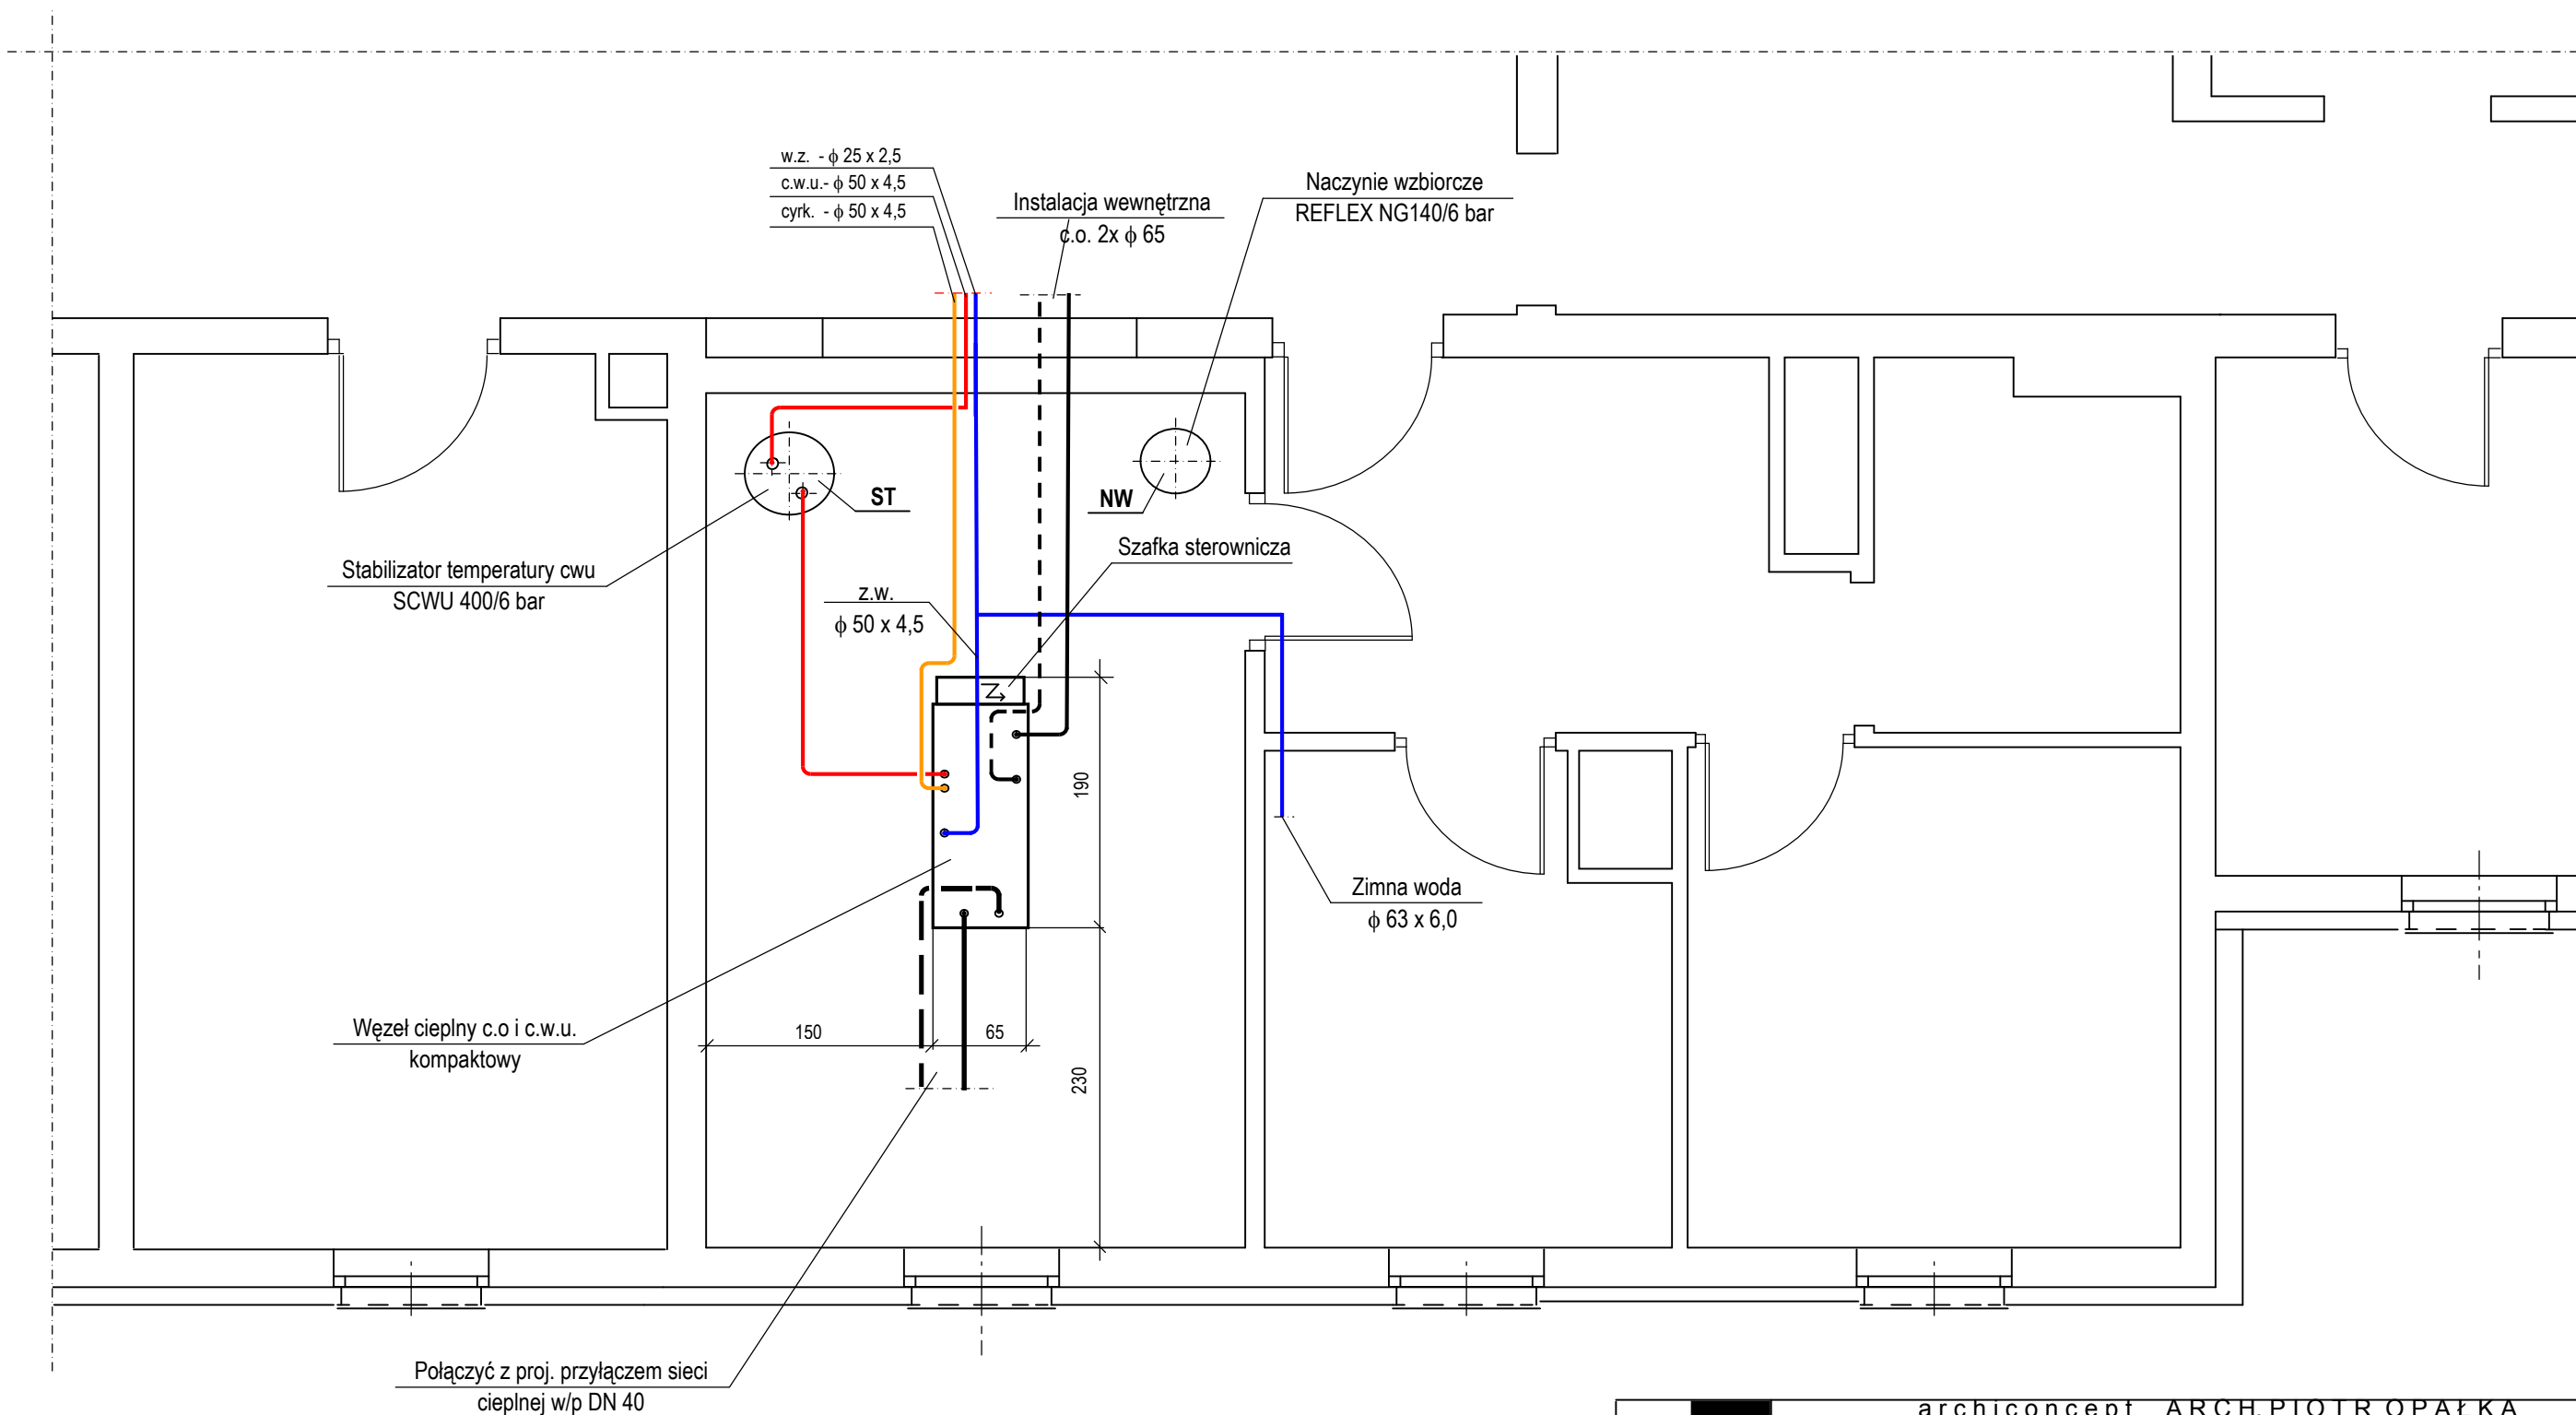 w.z. - ϕ 25 x 2,5
c.w.u.- ϕ 50 x 4,5
cyrk. - ϕ 50 x 4,5
Instalacja wewnętrzna
c.o. 2x ϕ 65
Naczynie wzbiorcze
REFLEX NG140/6 bar
ST
NW
Szafka sterownicza
Stabilizator temperatury cwu
SCWU 400/6 bar
z.w.
ϕ 50 x 4,5
190
Zimna woda
ϕ 63 x 6,0
Węzeł cieplny c.o i c.w.u.
kompaktowy
150
65
230
Połączyć z proj. przyłączem sieci
cieplnej w/p DN 40
archiconcept ARCH.PIOTR OPAŁKA